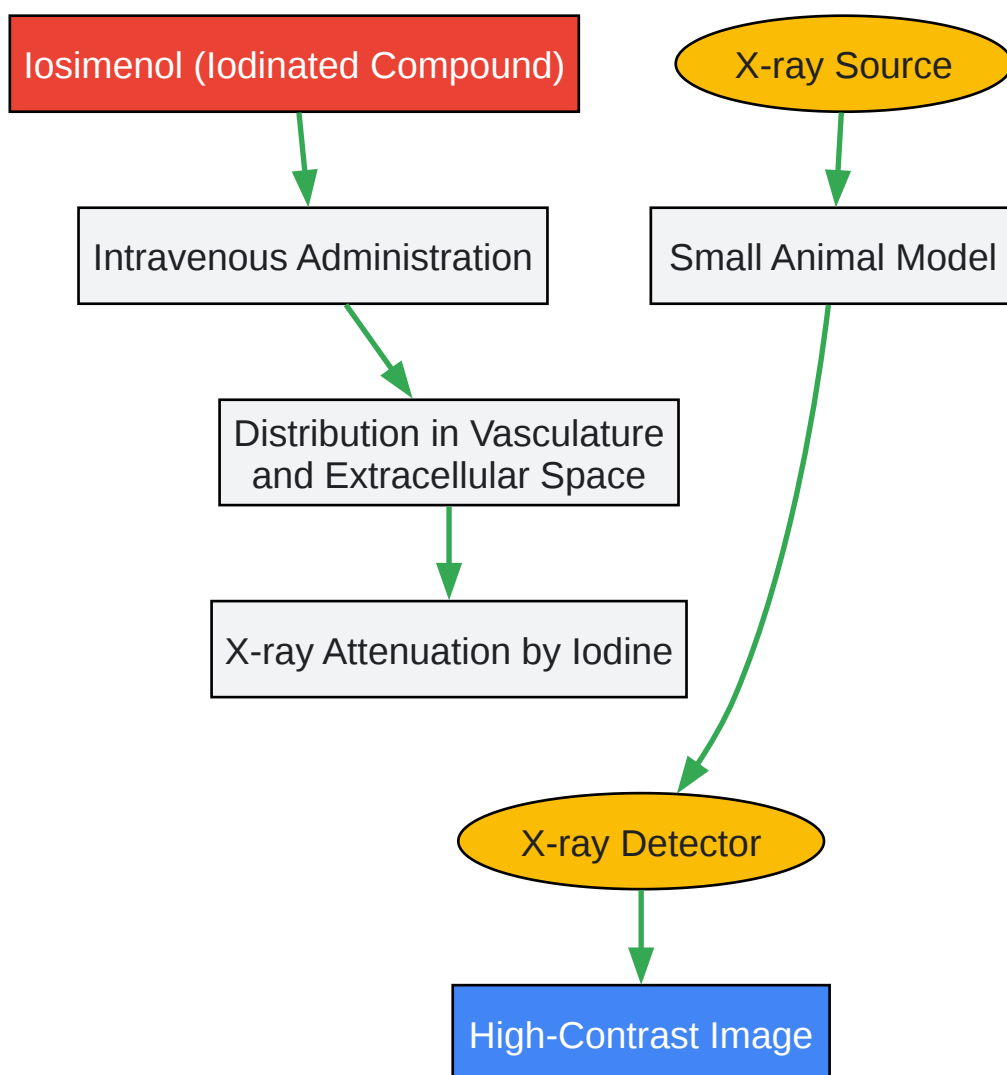 Iosimenol (Iodinated Compound)
X-ray Source
Intravenous Administration
Small Animal Model
Distribution in Vasculature
and Extracellular Space
X-ray Attenuation by Iodine
X-ray Detector
High-Contrast Image